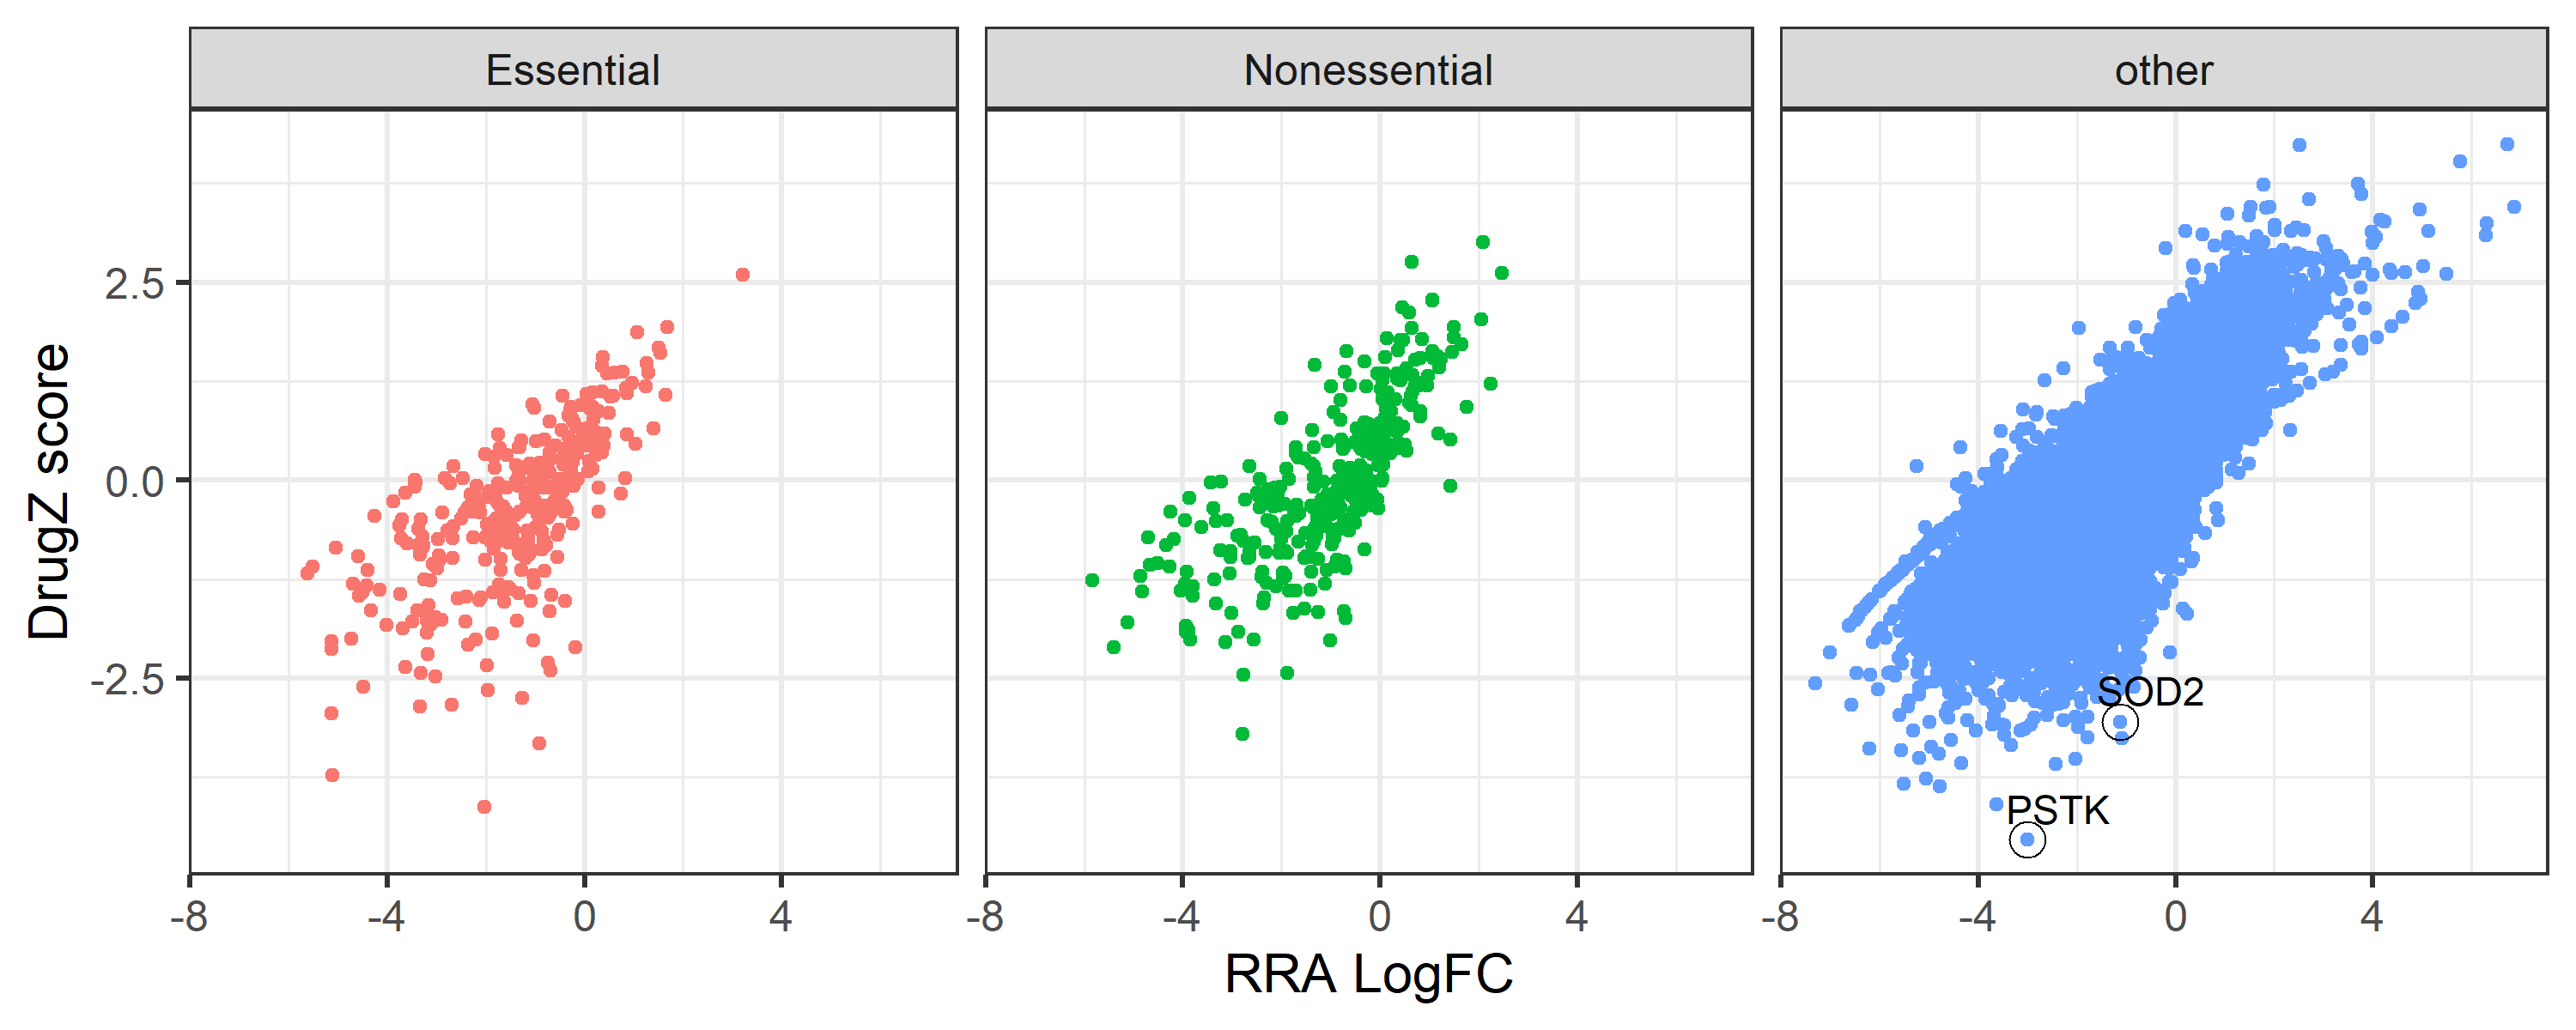 Essential Nonessential other
DrugZ score
2.5
0.0
-2.5
SOD2
PSTK
-8 -4 0 4 -8 -4 0 4 -8 -4 0 4
RRA LogFC